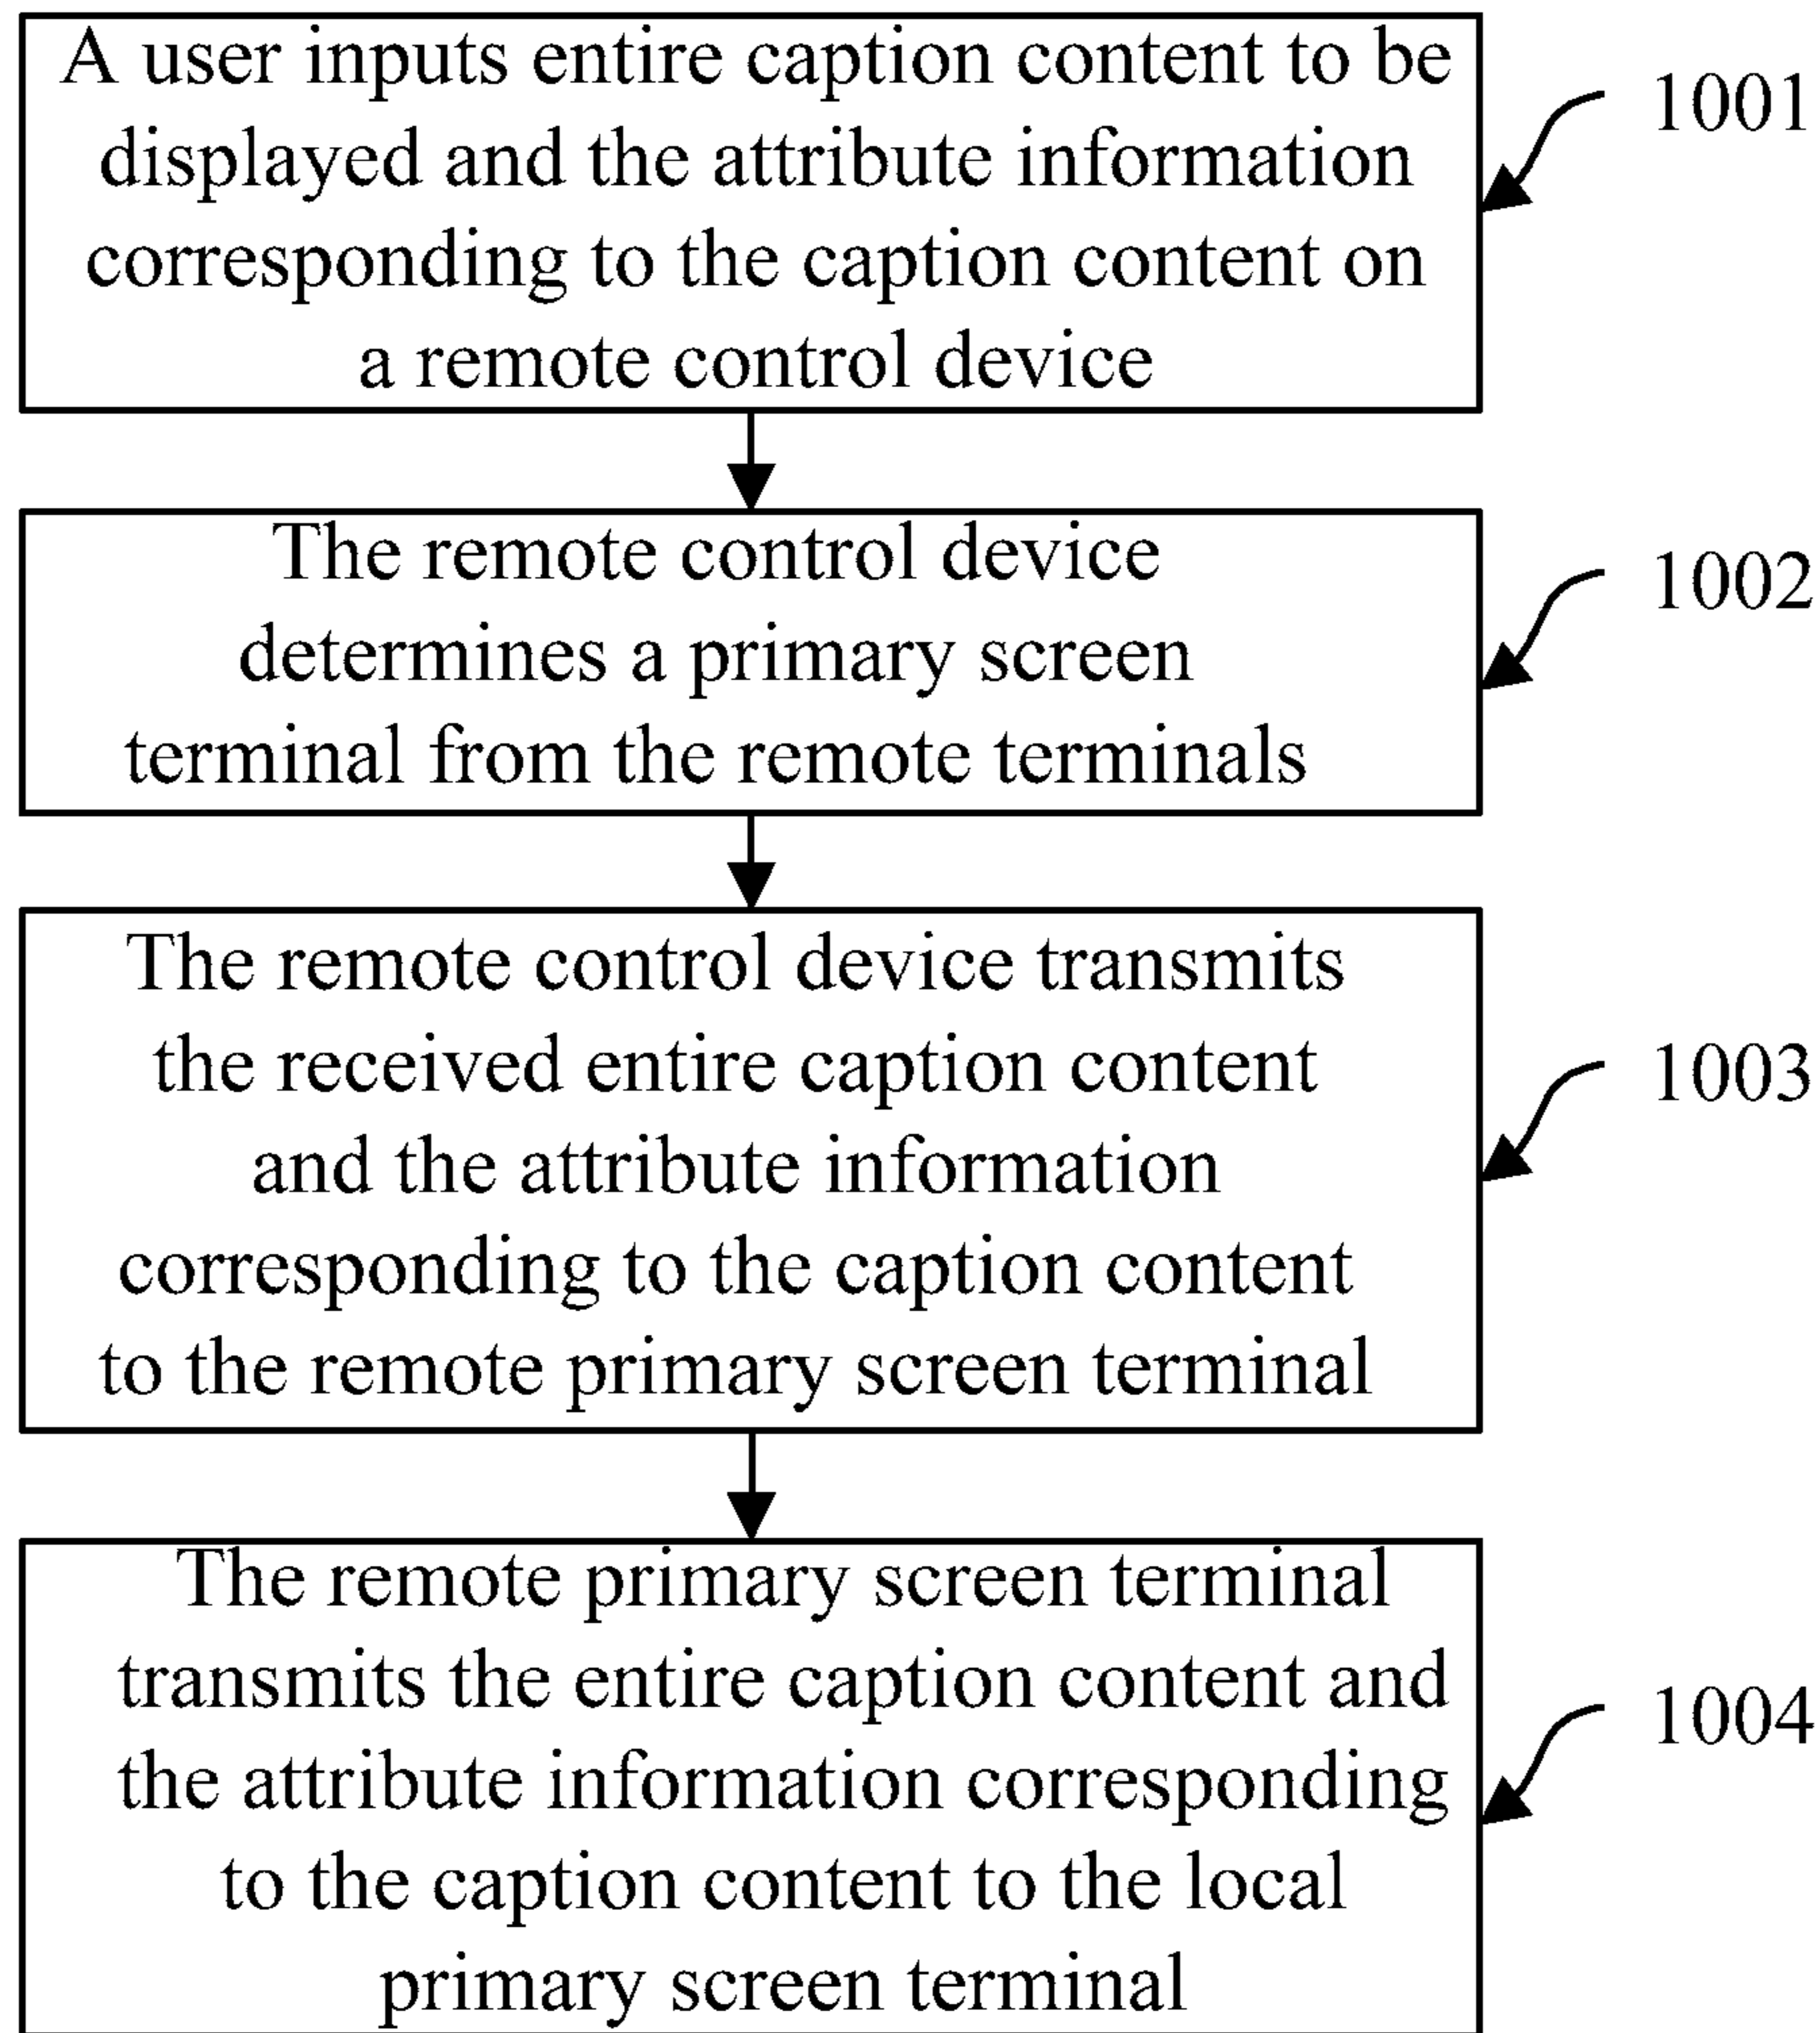 A user inputs entire caption content to be
displayed and the attribute information
corresponding to the caption content on
a remote control device
1001
The remote control device
determines a primary screen
terminal from the remote terminals
1002
The remote control device transmits
the received entire caption content
and the attribute information
corresponding to the caption content
to the remote primary screen terminal
1003
The remote primary screen terminal
transmits the entire caption content and
the attribute information corresponding
to the caption content to the local
primary screen terminal
1004